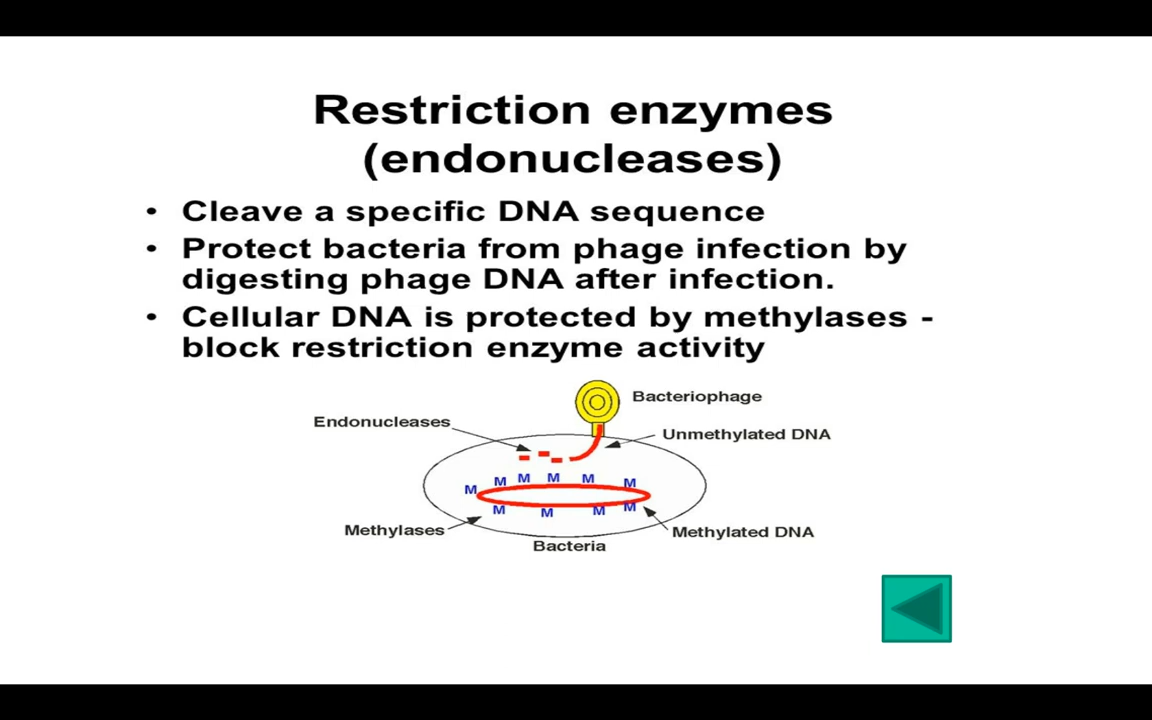 Restriction enzymes
(endonucleases)
• Cleave a specific DNA sequence
• Protect bacteria from phage infection by
digesting phage DNA after infection.
• Cellular DNA is protected by methylases -
block restriction enzyme activity
Bacteriophage
Endonucleases
Unmethylated DNA
M M M M M M M
M M M M
Methylases
Methylated DNA
Bacteria